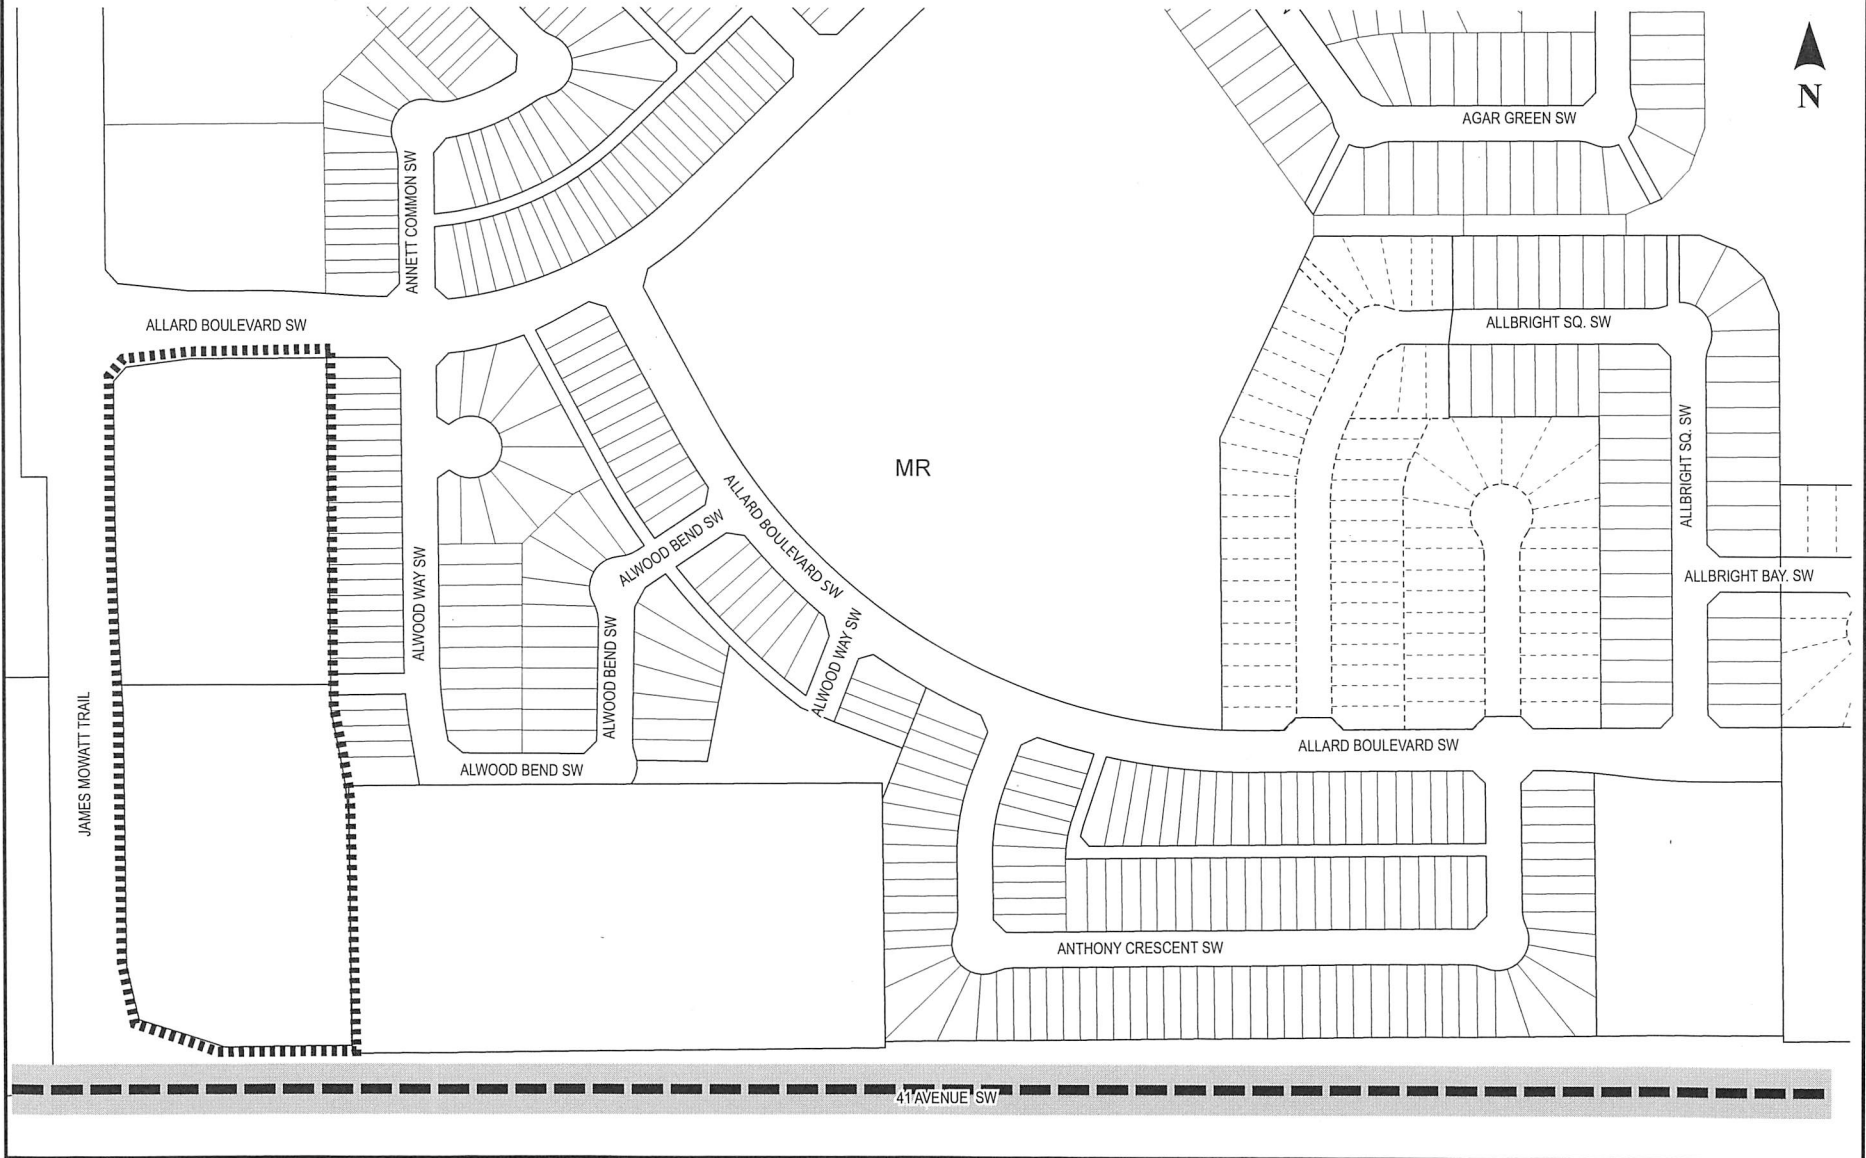 N
AGAR GREEN SW
ANNETT COMMON SW
ALLARD BOULEVARD SW
ALLBRIGHT SQ. SW
MR
ALLBRIGHT SQ. SW
ALLARD BOULEVARD SW
ALWOOD BEND SW
ALWOOD WAY SW
ALLBRIGHT BAY. SW
ALWOOD BEND SW
ALWOOD WAY SW
JAMES MOWATT TRAIL
ALLARD BOULEVARD SW
ALWOOD BEND SW
ANTHONY CRESCENT SW
41 AVENUE SW